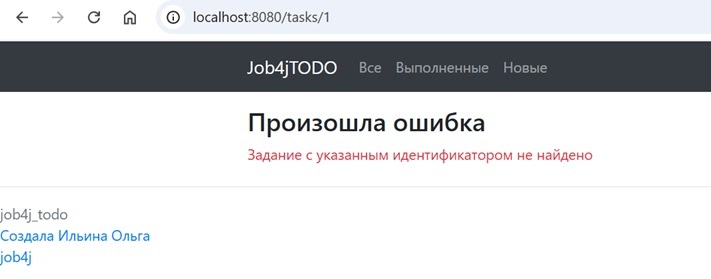 localhost:8080/tasks/1
Job4jTODO Все Выполненные Новые
Произошла ошибка
Задание с указанным идентификатором не найдено
job4j_todo
Создала Ильина Ольга
job4j